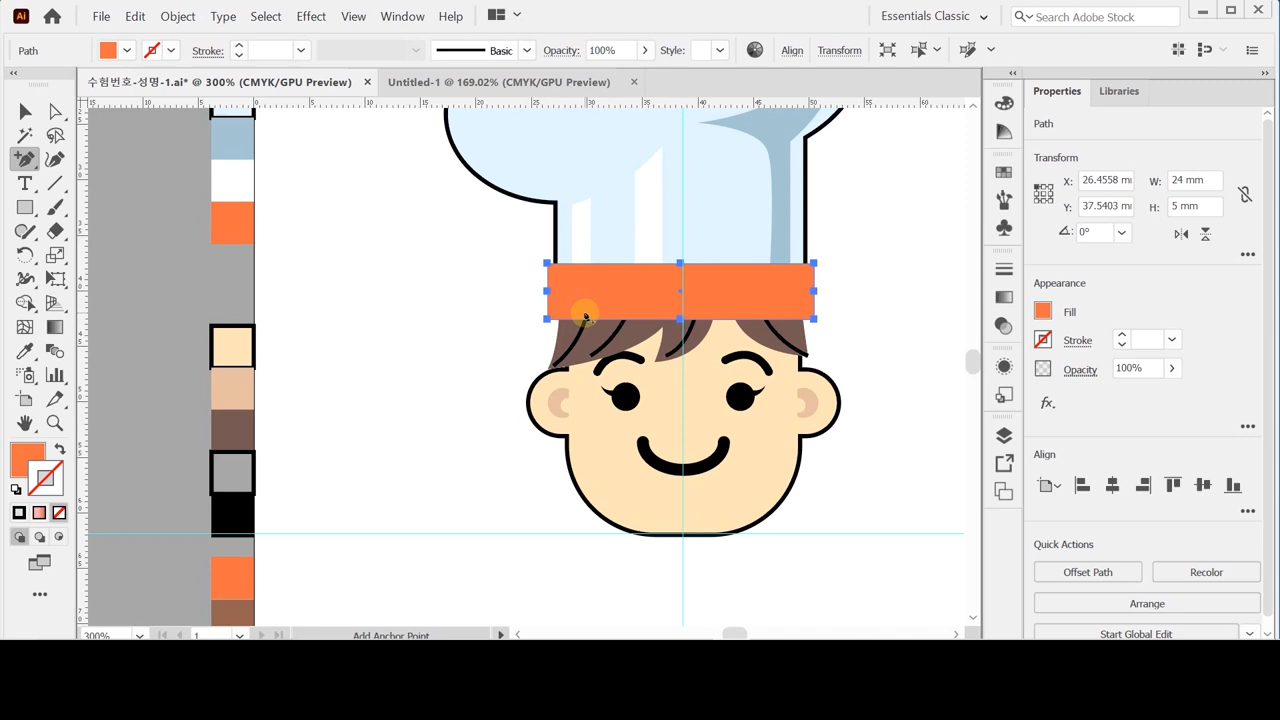 Ai File Edit Object Type Select Effect View Window Help Essentials Classic Search Adobe Stock
Path Stroke: Basic Opacity: 100% Style: Align Transform
수험번호-성명-1.ai* @ 300% (CMYK/GPU Preview) Untitled-1 @ 169.02% (CMYK/GPU Preview)
Properties Libraries
Path
Transform
X: 26.4558 m W: 24 mm
Y: 37.5403 m H: 5 mm
0°
Appearance
Fill
Stroke
Opacity 100%
fx.
Align
Quick Actions
Offset Path Recolor
Arrange
Start Global Edit
300% 1 Add Anchor Point